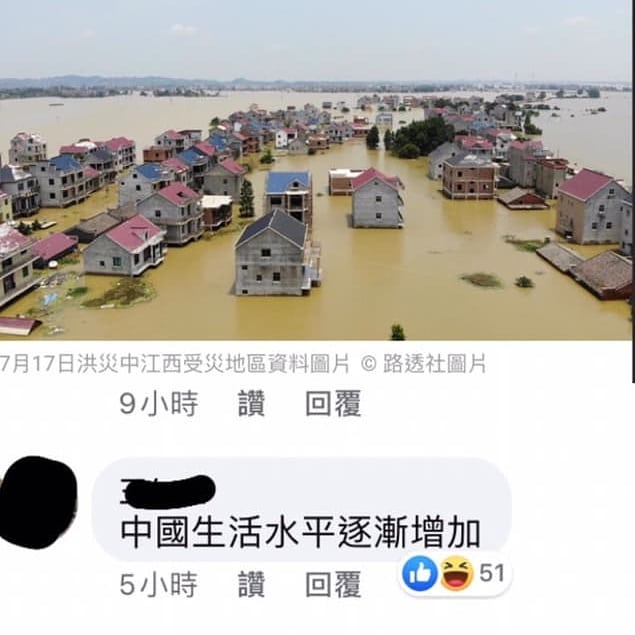 7月17日洪災中江西受災地區資料圖片 © 路透社圖片
9小時 讚 回覆
中國生活水平逐漸增加
5小時 讚 回覆
51